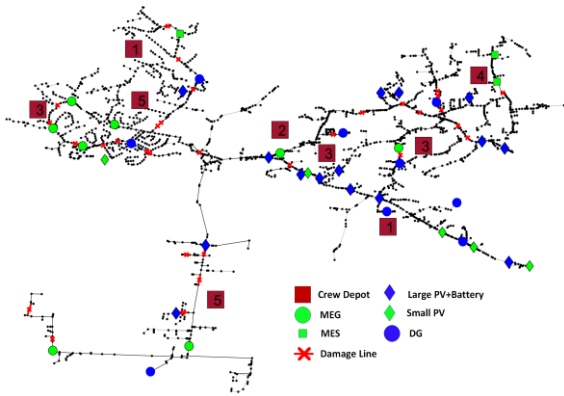 1
4
5
3
2
3
3
1
5
Crew Depot
Large PV+Battery
MEG
Small PV
MES
DG
Damage Line